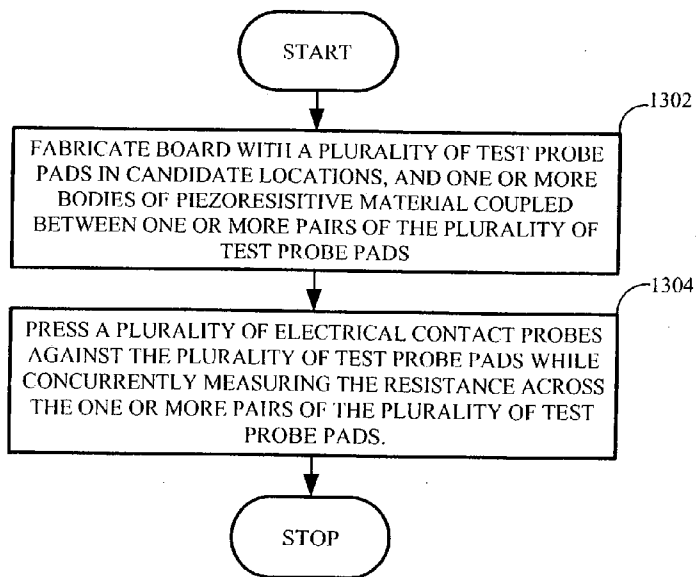 START
1302
FABRICATE BOARD WITH A PLURALITY OF TEST PROBE
PADS IN CANDIDATE LOCATIONS, AND ONE OR MORE
BODIES OF PIEZORESISITIVE MATERIAL COUPLED
BETWEEN ONE OR MORE PAIRS OF THE PLURALITY OF
TEST PROBE PADS
1304
PRESS A PLURALITY OF ELECTRICAL CONTACT PROBES
AGAINST THE PLURALITY OF TEST PROBE PADS WHILE
CONCURRENTLY MEASURING THE RESISTANCE ACROSS
THE ONE OR MORE PAIRS OF THE PLURALITY OF TEST
PROBE PADS.
STOP